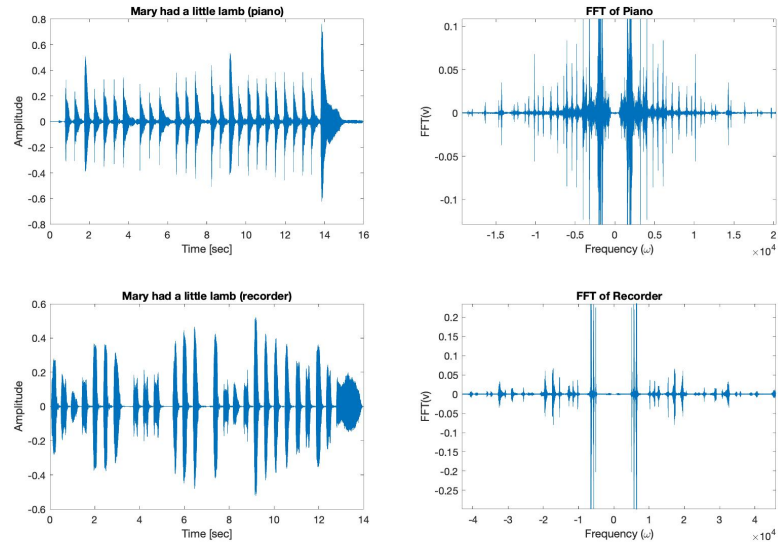 Mary had a little lamb (piano)
Amplitude
0.8
0.6
0.4
0.2
0
-0.2
-0.4
-0.6
-0.8
0 2 4 6 8 10 12 14 16
Time [sec]
FFT of Piano
FFT(v)
0.1
0.05
0
-0.05
-0.1
-1.5 -1 -0.5 0 0.5 1 1.5 2
Frequency (ω)
×10⁴
Mary had a little lamb (recorder)
Amplitude
0.6
0.4
0.2
0
-0.2
-0.4
-0.6
0 2 4 6 8 10 12 14
Time [sec]
FFT of Recorder
FFT(v)
0.2
0.15
0.1
0.05
0
-0.05
-0.1
-0.15
-0.2
-0.25
-4 -3 -2 -1 0 1 2 3 4
Frequency (ω)
×10⁴